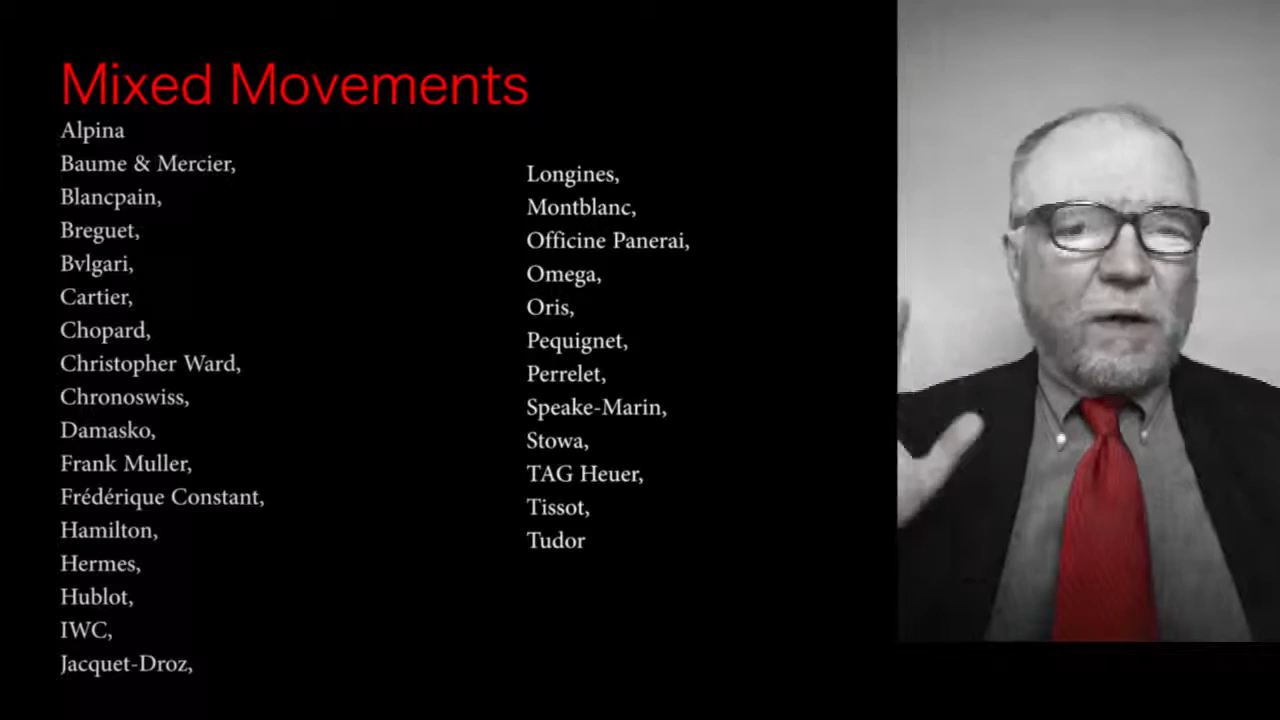 Mixed Movements
Alpina
Baume & Mercier,
Blancpain,
Breguet,
Bvlgari,
Cartier,
Chopard,
Christopher Ward,
Chronoswiss,
Damasko,
Frank Muller,
Frédérique Constant,
Hamilton,
Hermes,
Hublot,
IWC,
Jacquet-Droz,
Longines,
Montblanc,
Officine Panerai,
Omega,
Oris,
Pequignet,
Perrelet,
Speake-Marin,
Stowa,
TAG Heuer,
Tissot,
Tudor